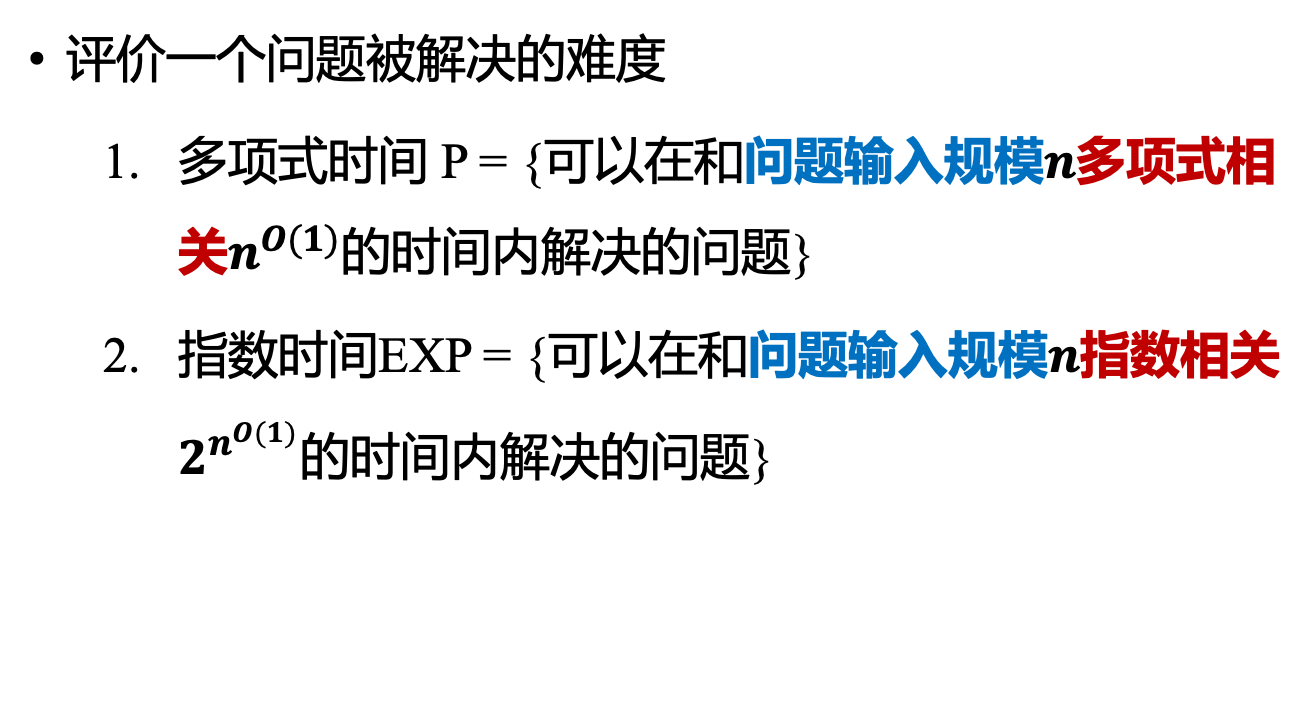 • 评价一个问题被解决的难度
1. 多项式时间 P = {可以在和问题输入规模n多项式相
关n^{O(1)}的时间内解决的问题}
2. 指数时间EXP = {可以在和问题输入规模n指数相关
2^{n^{O(1)}}的时间内解决的问题}